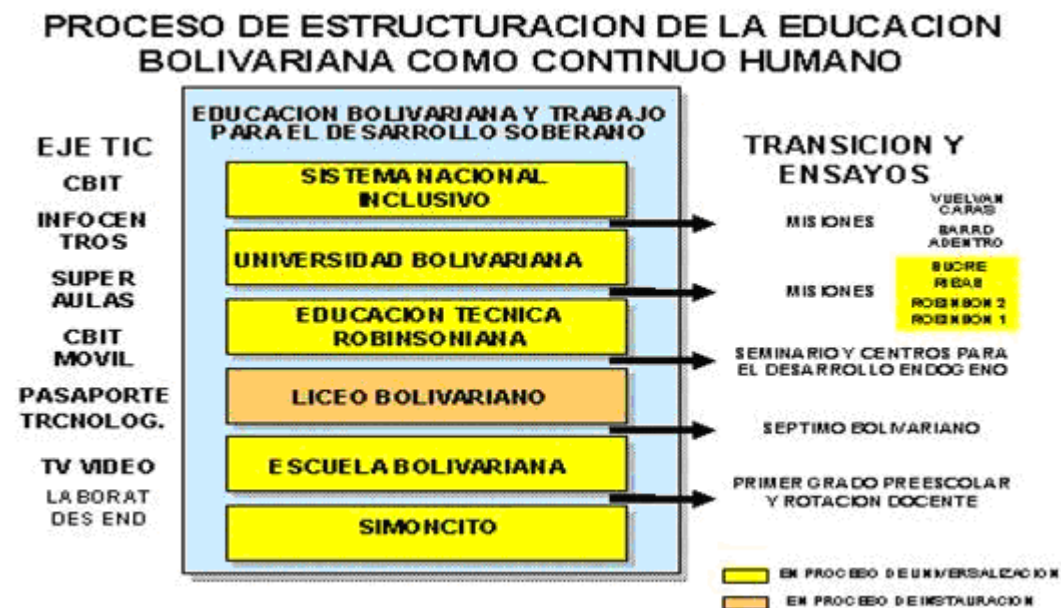 PROCESO DE ESTRUCTURACION DE LA EDUCACION
BOLIVARIANA COMO CONTINUO HUMANO
EJE TIC
CBIT
INFOCEN
TROS
SUPER
AULAS
CBIT
MOVIL
PASAPORTE
TRCNOLOG.
TV VIDEO
LABORAT
DES END
EDUCACION BOLIVARIANA Y TRABAJO
PARA EL DESARROLLO SOBERANO
SISTEMA NACIONAL
INCLUSIVO
UNIVERSIDAD BOLIVARIANA
EDUCACION TECNICA
ROBINSONIANA
LICEO BOLIVARIANO
ESCUELA BOLIVARIANA
SIMONCITO
TRANSICION Y
ENSAYOS
MISIONES
VUELVAN
CARAS
BARRO
ADENTRO
MISIONES
SUCRE
RIBAS
ROBINSON 2
ROBINSON 1
SEMINARIO Y CENTROS PARA
EL DESARROLLO ENDOGENO
SEPTIMO BOLIVARIANO
PRIMER GRADO PREESCOLAR
Y ROTACION DOCENTE
EN PROCESO DE UNIVERSALIZACION
EN PROCESO DE INSTAURACION